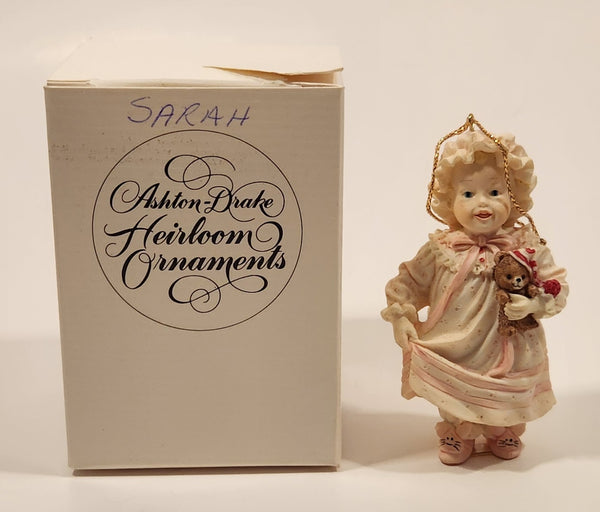 SARAH
Ashton-Drake
Heirloom
Ornaments